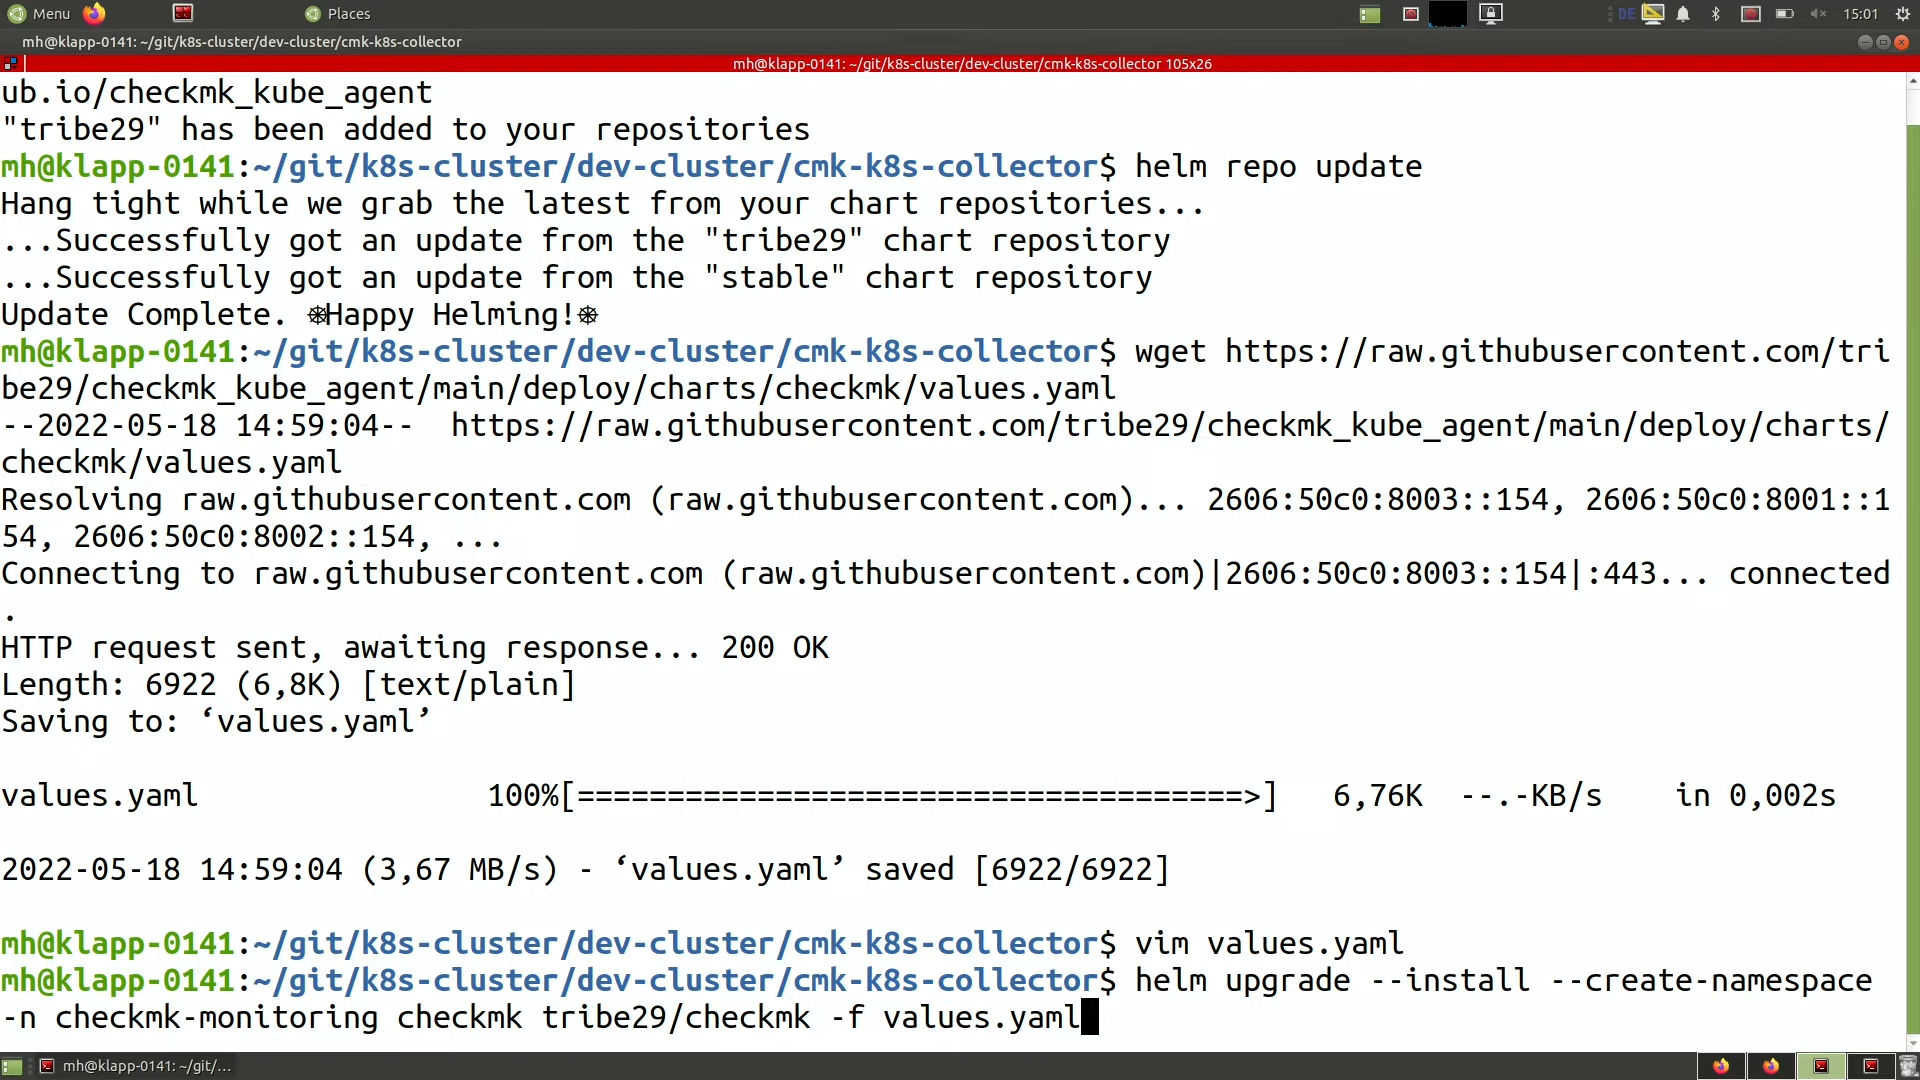 Menu
Places
DE
15:01
mh@klapp-0141: ~/git/k8s-cluster/dev-cluster/cmk-k8s-collector
mh@klapp-0141: ~/git/k8s-cluster/dev-cluster/cmk-k8s-collector 105x26
ub.io/checkmk_kube_agent
"tribe29" has been added to your repositories
mh@klapp-0141:~/git/k8s-cluster/dev-cluster/cmk-k8s-collector$ helm repo update
Hang tight while we grab the latest from your chart repositories...
...Successfully got an update from the "tribe29" chart repository
...Successfully got an update from the "stable" chart repository
Update Complete. ⎈Happy Helming!⎈
mh@klapp-0141:~/git/k8s-cluster/dev-cluster/cmk-k8s-collector$ wget https://raw.githubusercontent.com/tri
be29/checkmk_kube_agent/main/deploy/charts/checkmk/values.yaml
--2022-05-18 14:59:04--  https://raw.githubusercontent.com/tribe29/checkmk_kube_agent/main/deploy/charts/
checkmk/values.yaml
Resolving raw.githubusercontent.com (raw.githubusercontent.com)... 2606:50c0:8003::154, 2606:50c0:8001::1
54, 2606:50c0:8002::154, ...
Connecting to raw.githubusercontent.com (raw.githubusercontent.com)|2606:50c0:8003::154|:443... connected
.
HTTP request sent, awaiting response... 200 OK
Length: 6922 (6,8K) [text/plain]
Saving to: ‘values.yaml’
values.yaml                100%[=====================================>]   6,76K  --.-KB/s    in 0,002s
2022-05-18 14:59:04 (3,67 MB/s) - ‘values.yaml’ saved [6922/6922]
mh@klapp-0141:~/git/k8s-cluster/dev-cluster/cmk-k8s-collector$ vim values.yaml
mh@klapp-0141:~/git/k8s-cluster/dev-cluster/cmk-k8s-collector$ helm upgrade --install --create-namespace
-n checkmk-monitoring checkmk tribe29/checkmk -f values.yaml
mh@klapp-0141: ~/git/...